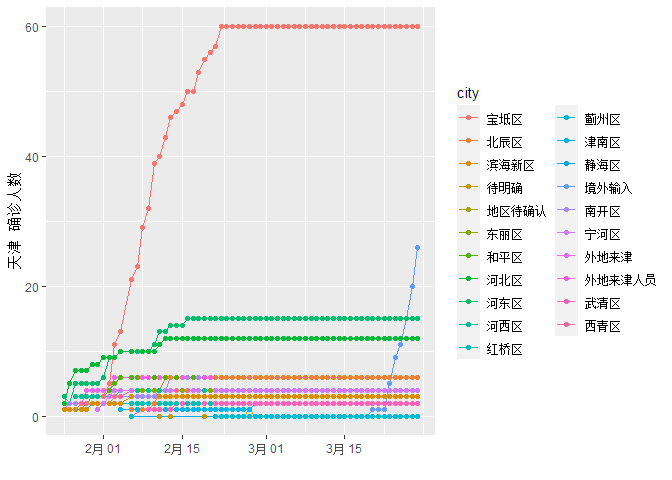 天津 确诊人数
60
40
20
0
2月 01
2月 15
3月 01
3月 15
city
宝坻区
北辰区
滨海新区
待明确
地区待确认
东丽区
和平区
河北区
河东区
河西区
红桥区
蓟州区
津南区
静海区
境外输入
南开区
宁河区
外地来津
外地来津人员
武清区
西青区